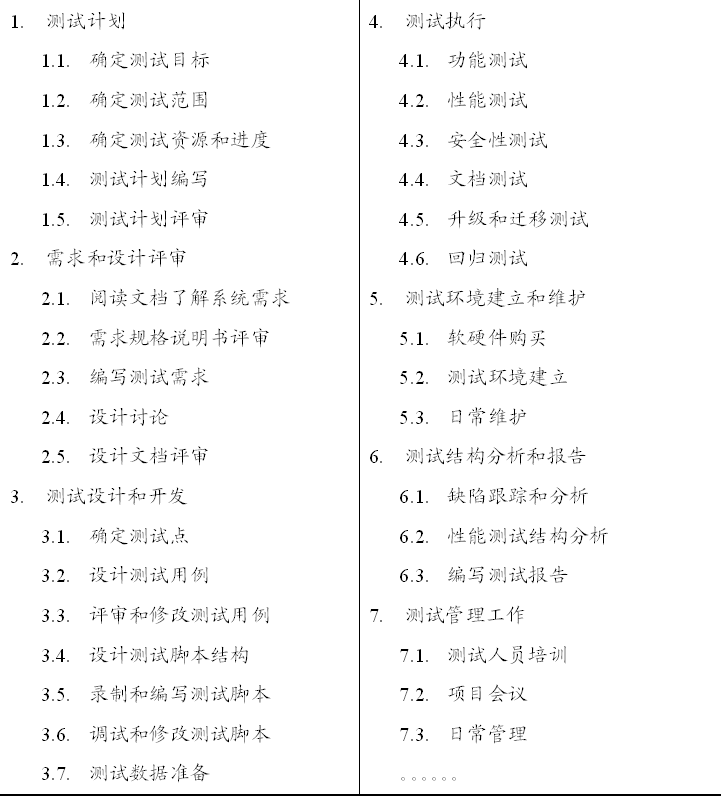 1. 测试计划
1.1. 确定测试目标
1.2. 确定测试范围
1.3. 确定测试资源和进度
1.4. 测试计划编写
1.5. 测试计划评审
2. 需求和设计评审
2.1. 阅读文档了解系统需求
2.2. 需求规格说明书评审
2.3. 编写测试需求
2.4. 设计讨论
2.5. 设计文档评审
3. 测试设计和开发
3.1. 确定测试点
3.2. 设计测试用例
3.3. 评审和修改测试用例
3.4. 设计测试脚本结构
3.5. 录制和编写测试脚本
3.6. 调试和修改测试脚本
3.7. 测试数据准备
4. 测试执行
4.1. 功能测试
4.2. 性能测试
4.3. 安全性测试
4.4. 文档测试
4.5. 升级和迁移测试
4.6. 回归测试
5. 测试环境建立和维护
5.1. 软硬件购买
5.2. 测试环境建立
5.3. 日常维护
6. 测试结构分析和报告
6.1. 缺陷跟踪和分析
6.2. 性能测试结构分析
6.3. 编写测试报告
7. 测试管理工作
7.1. 测试人员培训
7.2. 项目会议
7.3. 日常管理
。。。。。。